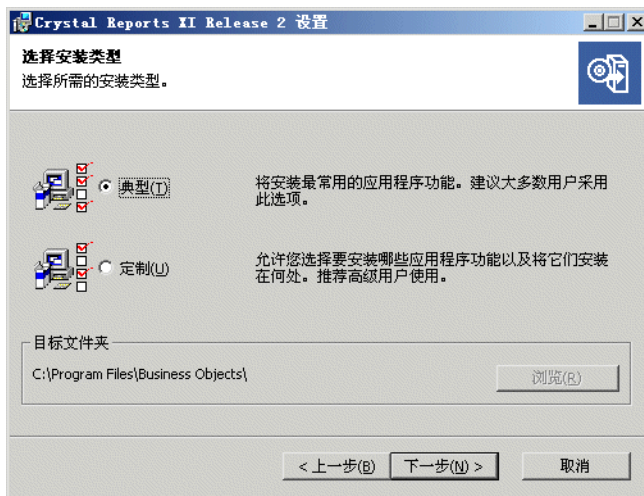 Crystal Reports XI Release 2 设置
选择安装类型
选择所需的安装类型。
典型(T)
将安装最常用的应用程序功能。建议大多数用户采用
此选项。
定制(U)
允许您选择要安装哪些应用程序功能以及将它们安装
在何处。推荐高级用户使用。
目标文件夹
C:\Program Files\Business Objects\
浏览(R)
< 上一步(B)
下一步(N) >
取消